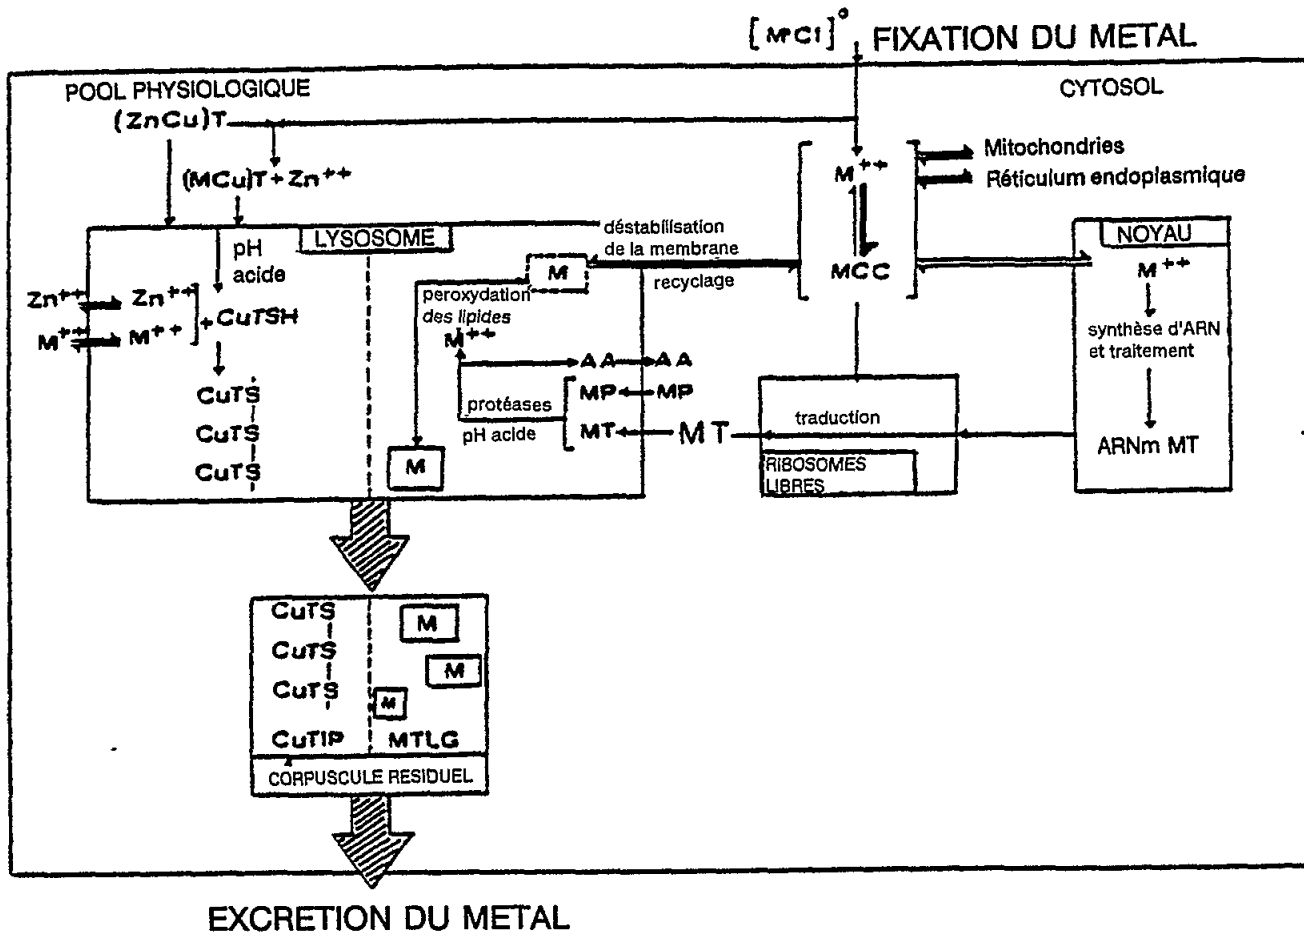 [M Cl]°
FIXATION DU METAL
POOL PHYSIOLOGIQUE
CYTOSOL
(ZnCu)T
(MCu)T + Zn++
M++
MCC
Mitochondries
Réticulum endoplasmique
LYSOSOME
déstabilisation
de la membrane
recyclage
NOYAU
M++
synthèse d'ARN
et traitement
ARNm MT
pH
acide
M
peroxydation
des lipides
Zn++
Zn++
M++
M++
+ CuTSH
M++
AA
AA
MP
MP
protéases
pH acide
MT
MT
traduction
RIBOSOMES
LIBRES
CuTS
CuTS
CuTS
M
CuTS
CuTS
CuTS
M
M
M
CuTIP
MTLG
CORPUSCULE RESIDUEL
EXCRETION DU METAL